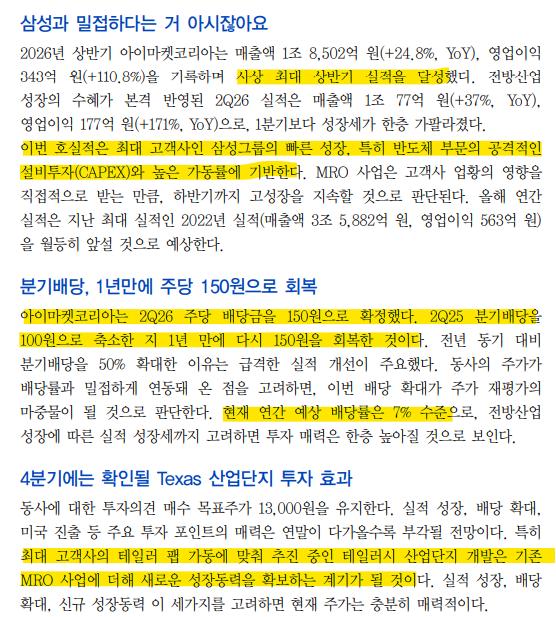 삼성과 밀접하다는 거 아시잖아요
2026년 상반기 아이마켓코리아는 매출액 1조 8,502억 원(+24.8%, YoY), 영업이익
343억 원(+110.8%)을 기록하며 사상 최대 상반기 실적을 달성했다. 전방산업
성장의 수혜가 본격 반영된 2Q26 실적은 매출액 1조 77억 원(+37%, YoY),
영업이익 177억 원(+171%, YoY)으로, 1분기보다 성장세가 한층 가팔라졌다.
이번 호실적은 최대 고객사인 삼성그룹의 빠른 성장, 특히 반도체 부문의 공격적인
설비투자(CAPEX)와 높은 가동률에 기반한다. MRO 사업은 고객사 업황의 영향을
직접적으로 받는 만큼, 하반기까지 고성장을 지속할 것으로 판단된다. 올해 연간
실적은 지난 최대 실적인 2022년 실적(매출액 3조 5,882억 원, 영업이익 563억 원)
을 월등히 앞설 것으로 예상한다.
분기배당, 1년만에 주당 150원으로 회복
아이마켓코리아는 2Q26 주당 배당금을 150원으로 확정했다. 2Q25 분기배당을
100원으로 축소한 지 1년 만에 다시 150원을 회복한 것이다. 전년 동기 대비
분기배당을 50% 확대한 이유는 급격한 실적 개선이 주요했다. 동사의 주가가
배당률과 밀접하게 연동돼 온 점을 고려하면, 이번 배당 확대가 주가 재평가의
마중물이 될 것으로 판단한다. 현재 연간 예상 배당률은 7% 수준으로, 전방산업
성장에 따른 실적 성장세까지 고려하면 투자 매력은 한층 높아질 것으로 보인다.
4분기에는 확인될 Texas 산업단지 투자 효과
동사에 대한 투자의견 매수 목표주가 13,000원을 유지한다. 실적 성장, 배당 확대,
미국 진출 등 주요 투자 포인트의 매력은 연말이 다가올수록 부각될 전망이다. 특히
최대 고객사의 테일러 팹 가동에 맞춰 추진 중인 테일러시 산업단지 개발은 기존
MRO 사업에 더해 새로운 성장동력을 확보하는 계기가 될 것이다. 실적 성장, 배당
확대, 신규 성장동력 이 세가지를 고려하면 현재 주가는 충분히 매력적이다.